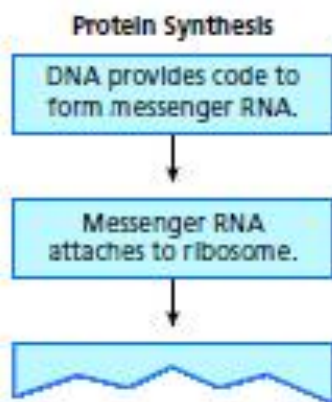 Protein Synthesis
DNA provides code to
form messenger RNA.
Messenger RNA
attaches to ribosome.